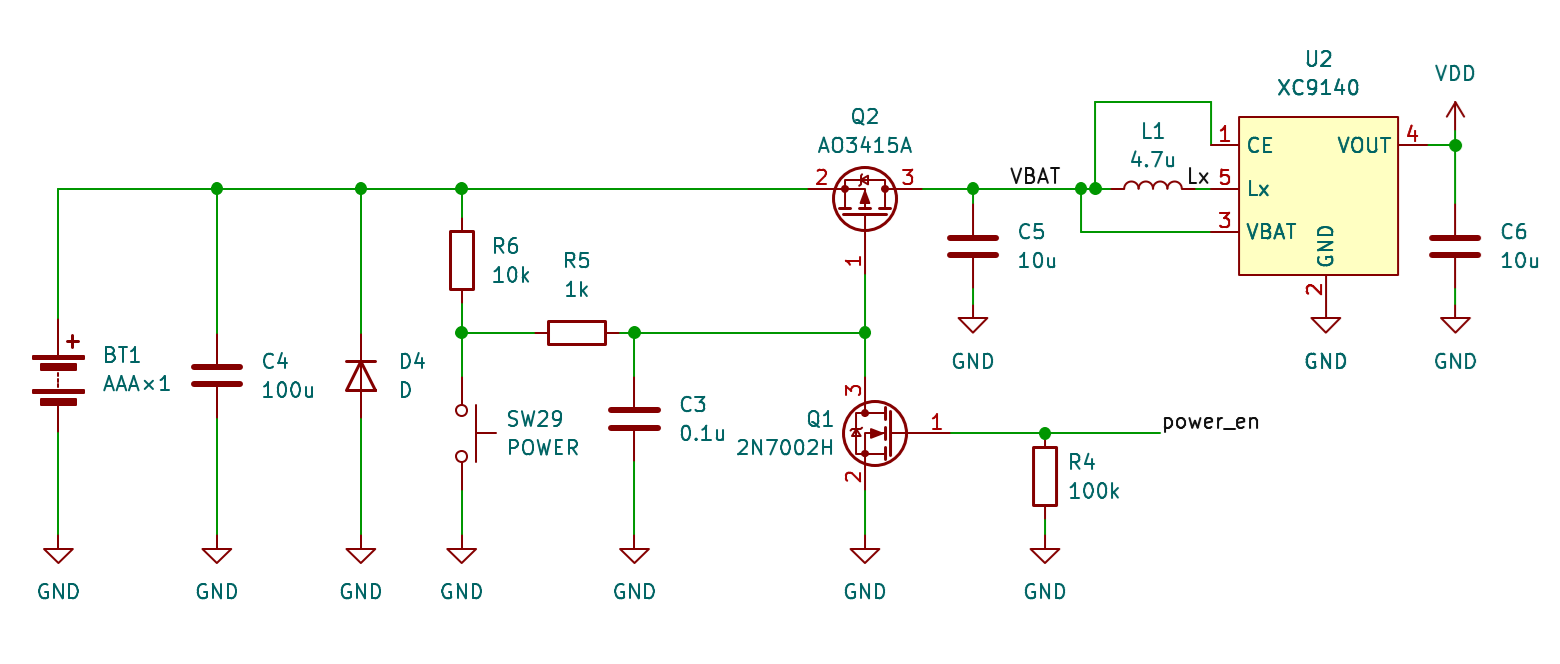 U2
XC9140
VDD
Q2
AO3415A
L1
4.7u
1
CE
VOUT
4
2
3
VBAT
Lx
5
Lx
3
VBAT
GND
2
C5
10u
C6
10u
R6
10k
R5
1k
1
GND
GND
GND
+
BT1
AAA×1
C4
100u
D4
D
SW29
POWER
C3
0.1u
3
Q1
2N7002H
1
2
power_en
R4
100k
GND
GND
GND
GND
GND
GND
GND